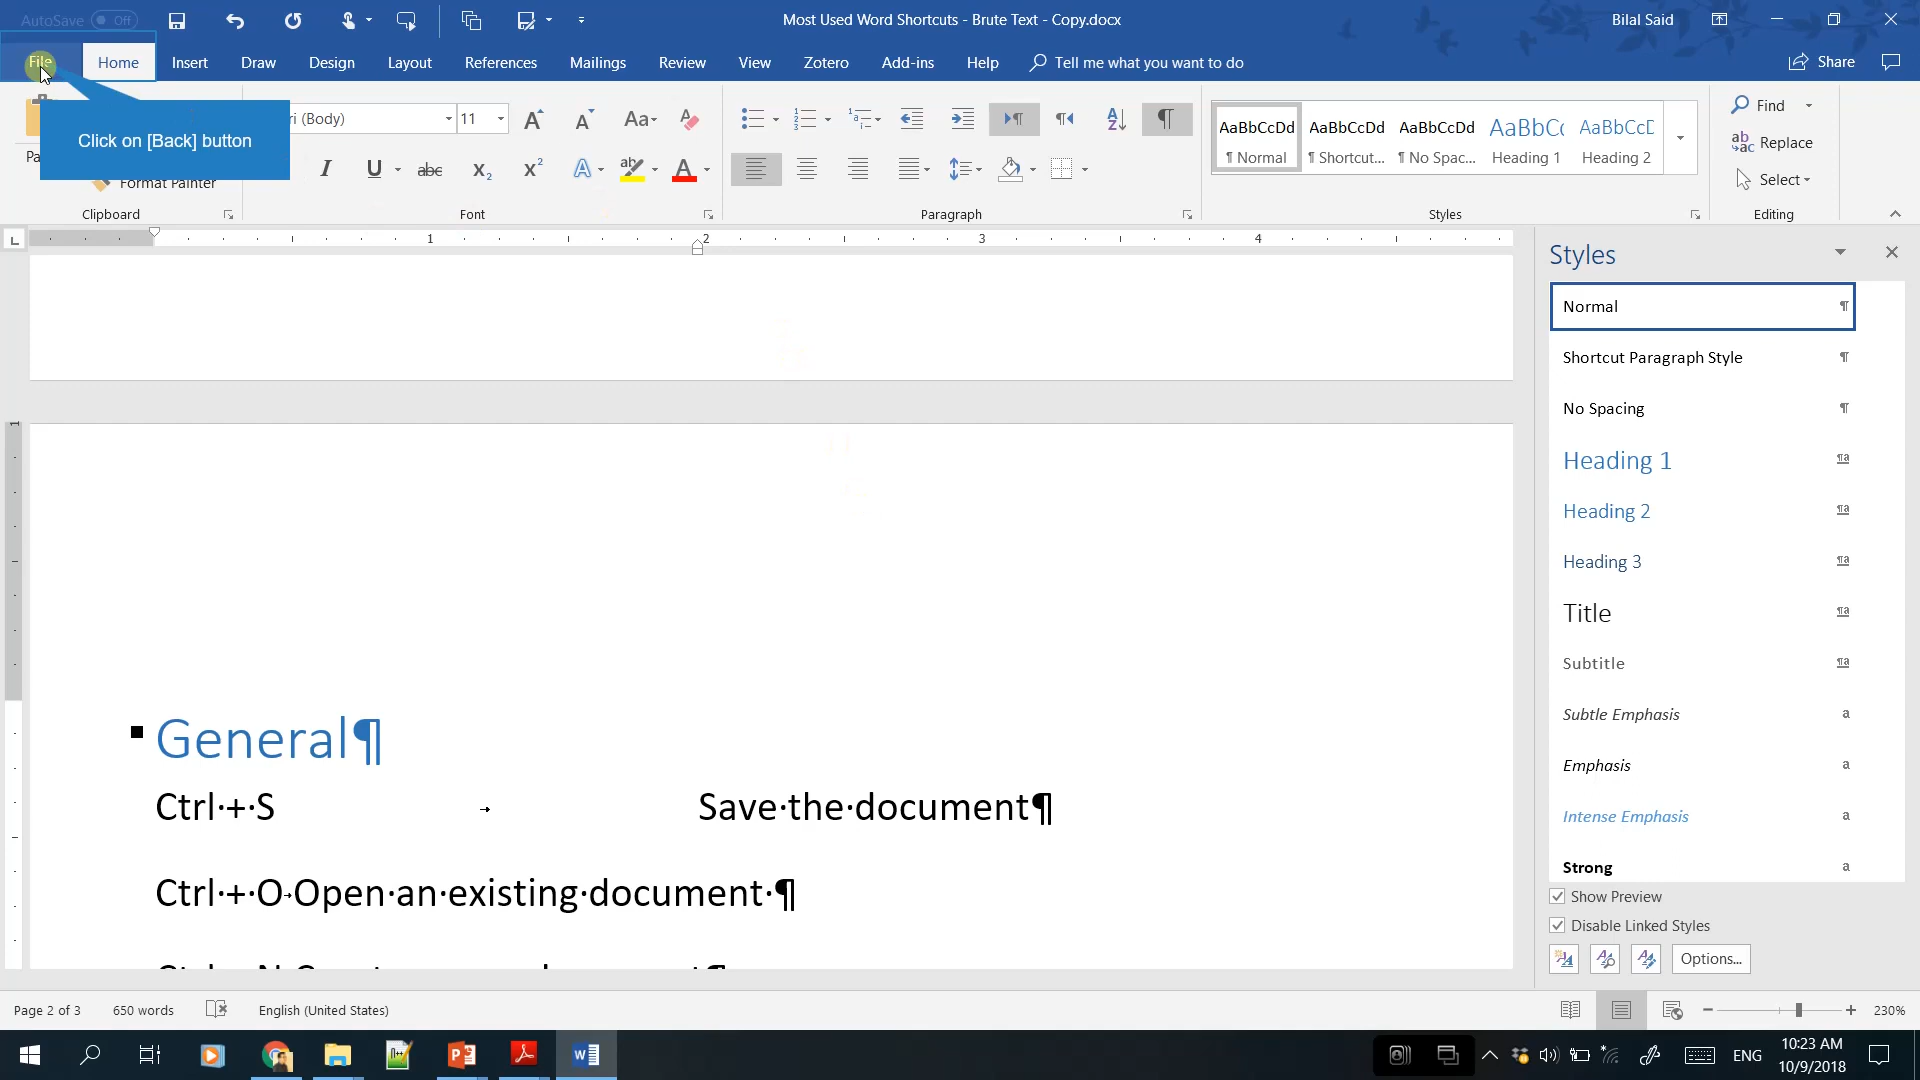 AutoSave Off
Most Used Word Shortcuts - Brute Text - Copy.docx
Bilal Said
File
Home
Insert
Draw
Design
Layout
References
Mailings
Review
View
Zotero
Add-ins
Help
Tell me what you want to do
Share
Click on [Back] button
Format Painter
Clipboard
(Body)
11
Font
Paragraph
AaBbCcDd
¶ Normal
AaBbCcDd
¶ Shortcut...
AaBbCcDd
¶ No Spac...
AaBbCc
Heading 1
AaBbCcD
Heading 2
Styles
Find
Replace
Select
Editing
1
2
3
4
1
General¶
Ctrl·+·S → Save·the·document¶
Ctrl·+·O→Open·an·existing·document·¶
Styles
Normal
Shortcut Paragraph Style
No Spacing
Heading 1
Heading 2
Heading 3
Title
Subtitle
Subtle Emphasis
Emphasis
Intense Emphasis
Strong
Show Preview
Disable Linked Styles
Options...
Page 2 of 3
650 words
English (United States)
230%
ENG
10:23 AM
10/9/2018